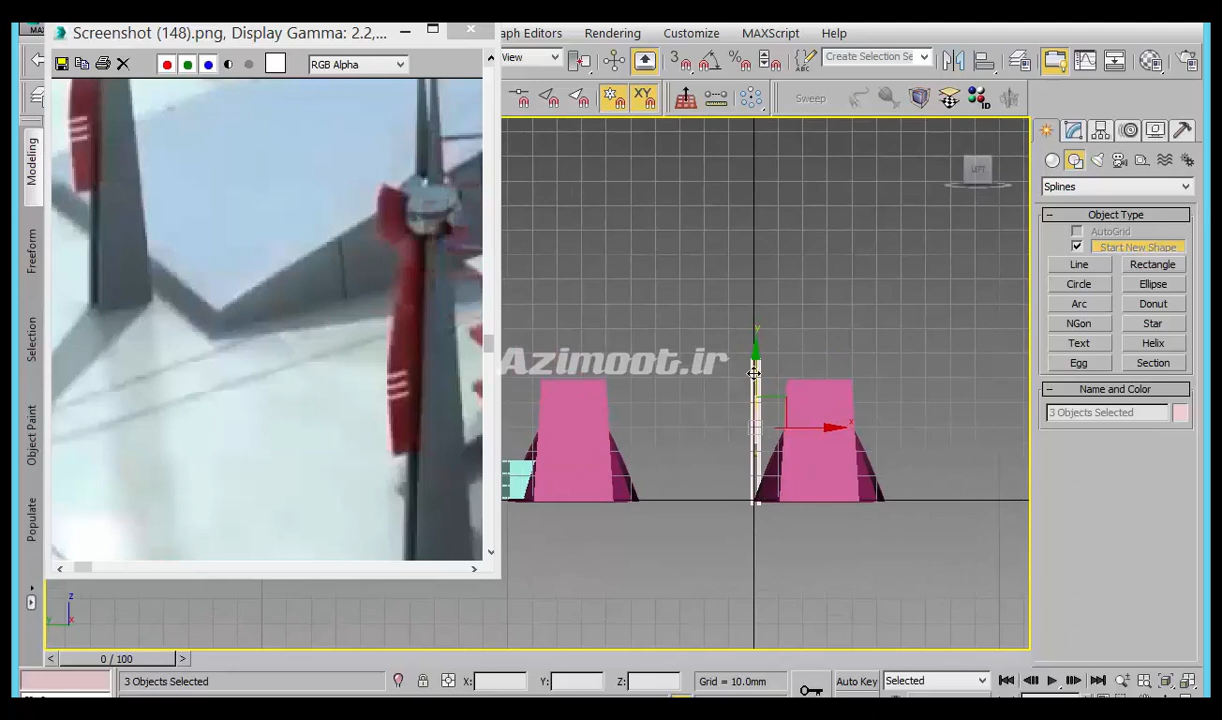 Screenshot (148).png, Display Gamma: 2.2,...
aph Editors Rendering Customize MAXScript Help
RGB Alpha
View
Create Selection Se
ABC
XY
Sweep
1D
Modeling
Freeform
Selection
Object Paint
Populate
LEFT
Azimoot.ir
y
x
Splines
Object Type
AutoGrid
Start New Shape
Line Rectangle
Circle Ellipse
Arc Donut
NGon Star
Text Helix
Egg Section
Name and Color
3 Objects Selected
z
y x
0 / 100
3 Objects Selected X: Y: Z: Grid = 10.0mm Auto Key Selected